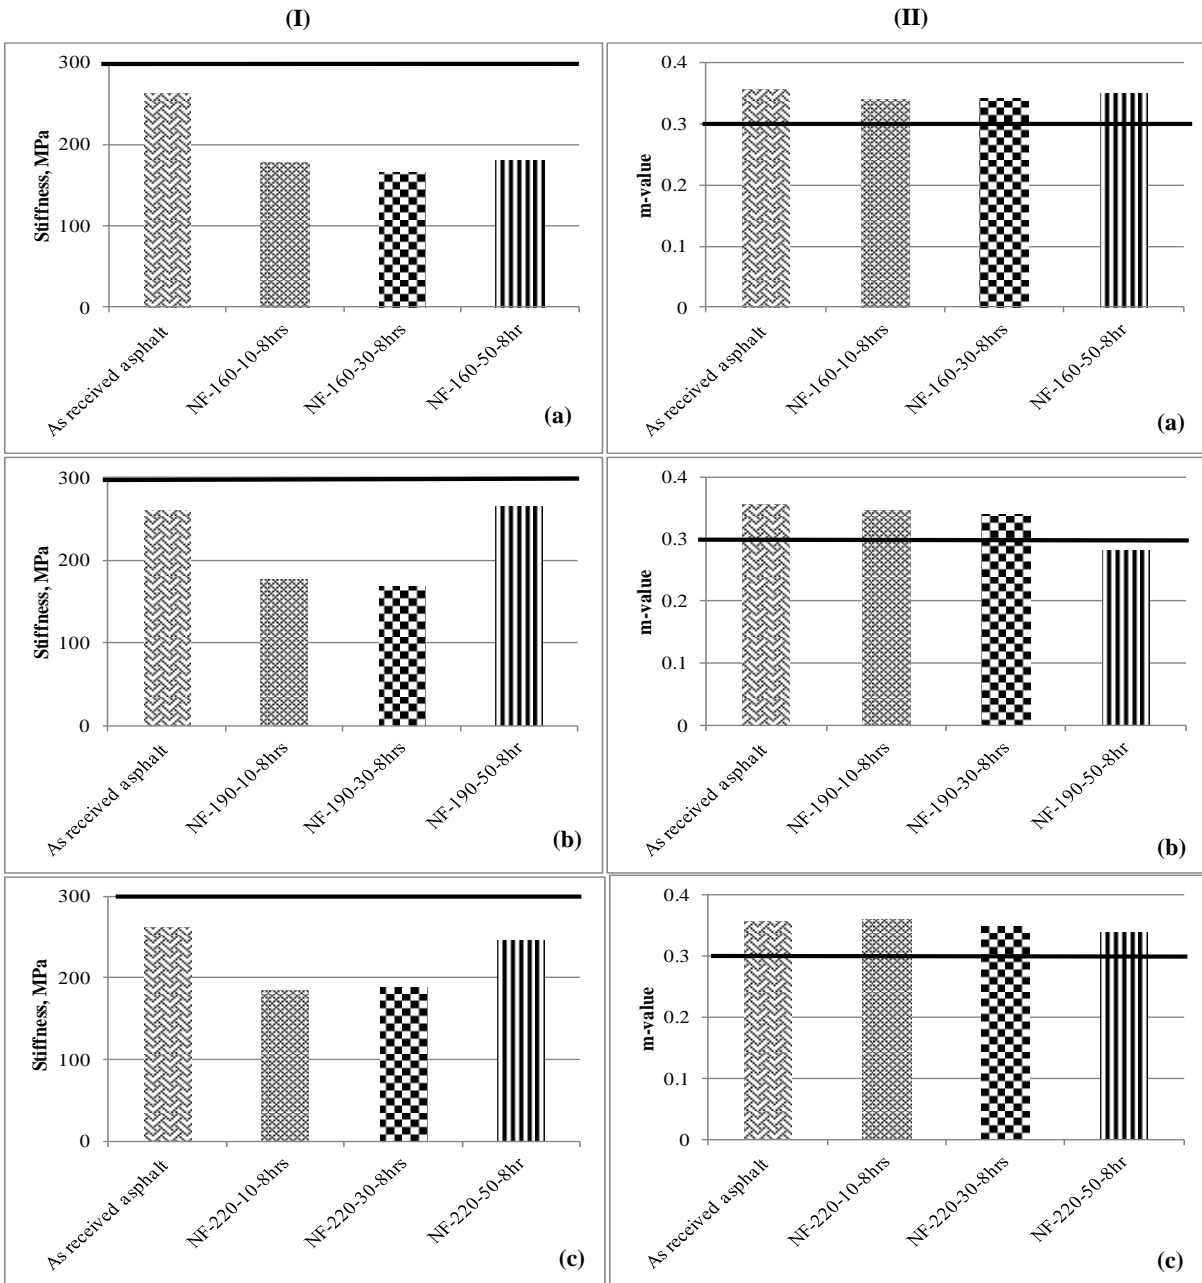 (I)
(II)
300
200
100
0
Stiffness, MPa
As received asphalt
NF-160-10-8hrs
NF-160-30-8hrs
NF-160-50-8hr
(a)
0.4
0.3
0.2
0.1
0
m-value
As received asphalt
NF-160-10-8hrs
NF-160-30-8hrs
NF-160-50-8hr
(a)
300
200
100
0
Stiffness, MPa
As received asphalt
NF-190-10-8hrs
NF-190-30-8hrs
NF-190-50-8hr
(b)
0.4
0.3
0.2
0.1
0
m-value
As received asphalt
NF-190-10-8hrs
NF-190-30-8hrs
NF-190-50-8hr
(b)
300
200
100
0
Stiffness, MPa
As received asphalt
NF-220-10-8hrs
NF-220-30-8hrs
NF-220-50-8hr
(c)
0.4
0.3
0.2
0.1
0
m-value
As received asphalt
NF-220-10-8hrs
NF-220-30-8hrs
NF-220-50-8hr
(c)